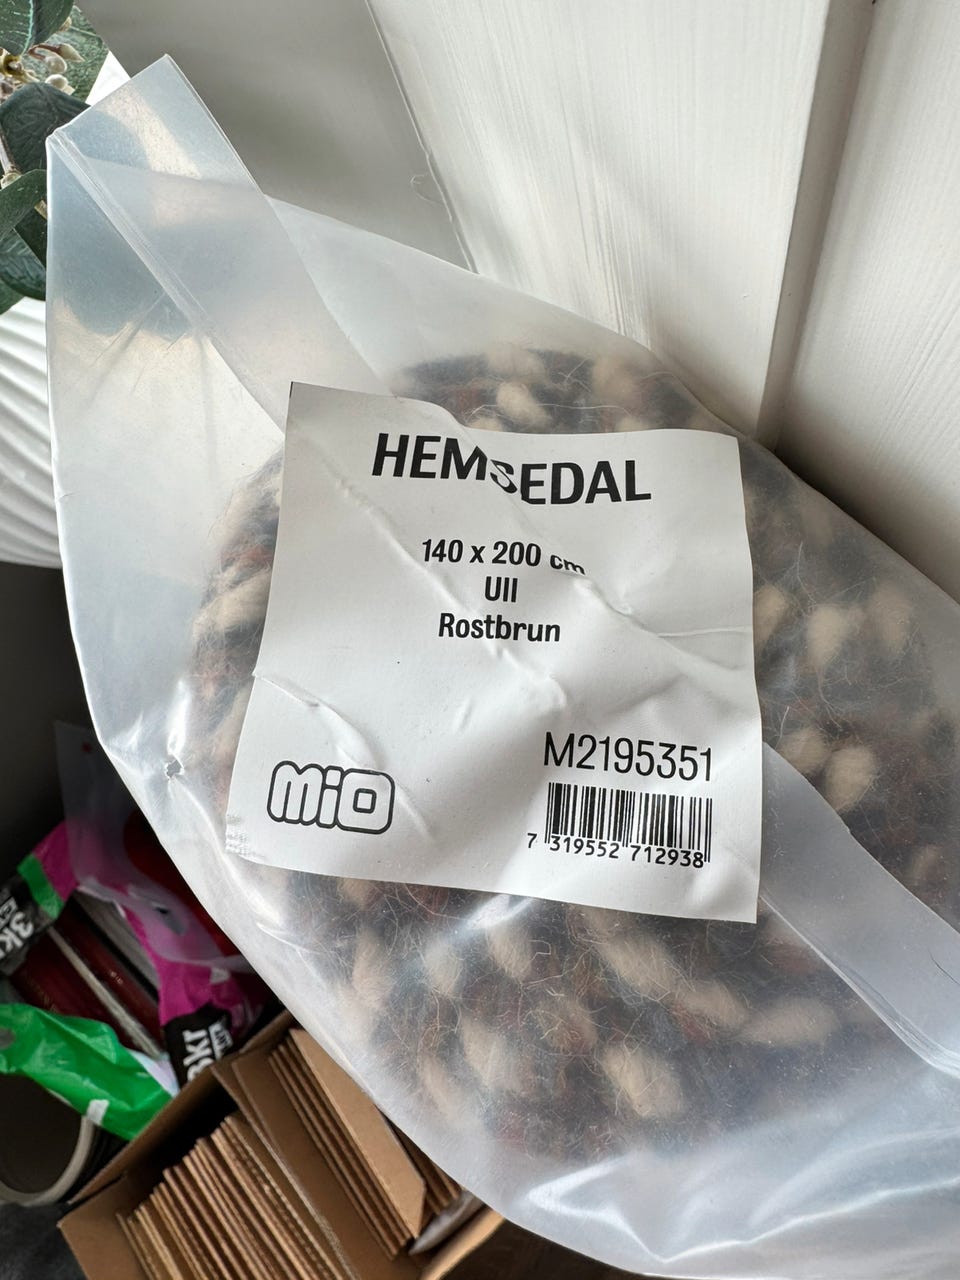 HEMSEDAL
140 x 200 cm
Ull
Rostbrun
M2195351
mio
7 319552 712938